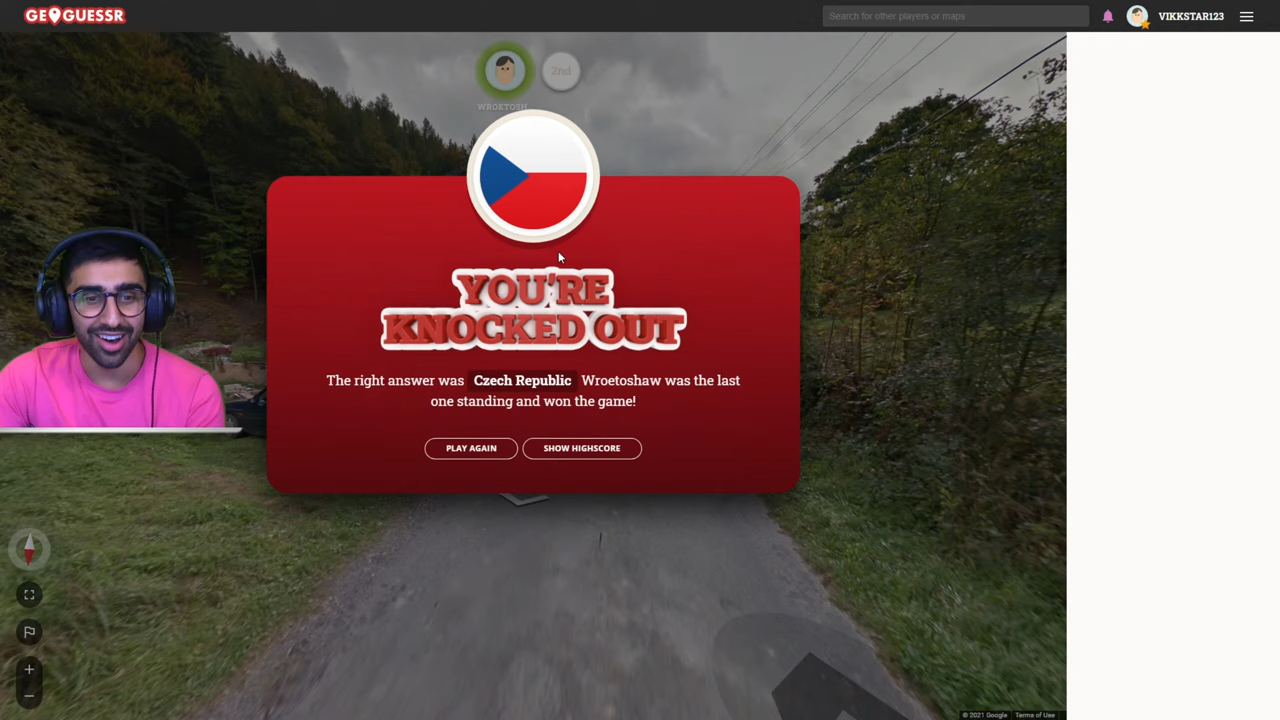 GEOGUESSR
Search for other players or maps
VIKKSTAR123
2nd
WROETOSH
YOU'RE
KNOCKED OUT
The right answer was Czech Republic Wroetoshaw was the last
one standing and won the game!
PLAY AGAIN
SHOW HIGHSCORE
© 2021 Google
Terms of Use